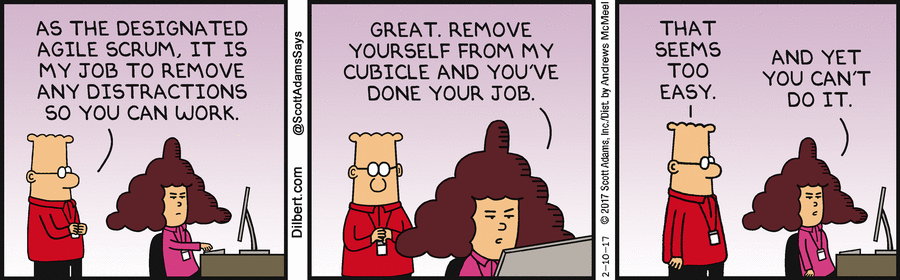 AS THE DESIGNATED
AGILE SCRUM, IT IS
MY JOB TO REMOVE
ANY DISTRACTIONS
SO YOU CAN WORK.
Dilbert.com @ScottAdamsSays
GREAT. REMOVE
YOURSELF FROM MY
CUBICLE AND YOU'VE
DONE YOUR JOB.
2-10-17 © 2017 Scott Adams, Inc./Dist. by Andrews McMeel
THAT
SEEMS
TOO
EASY.
AND YET
YOU CAN'T
DO IT.